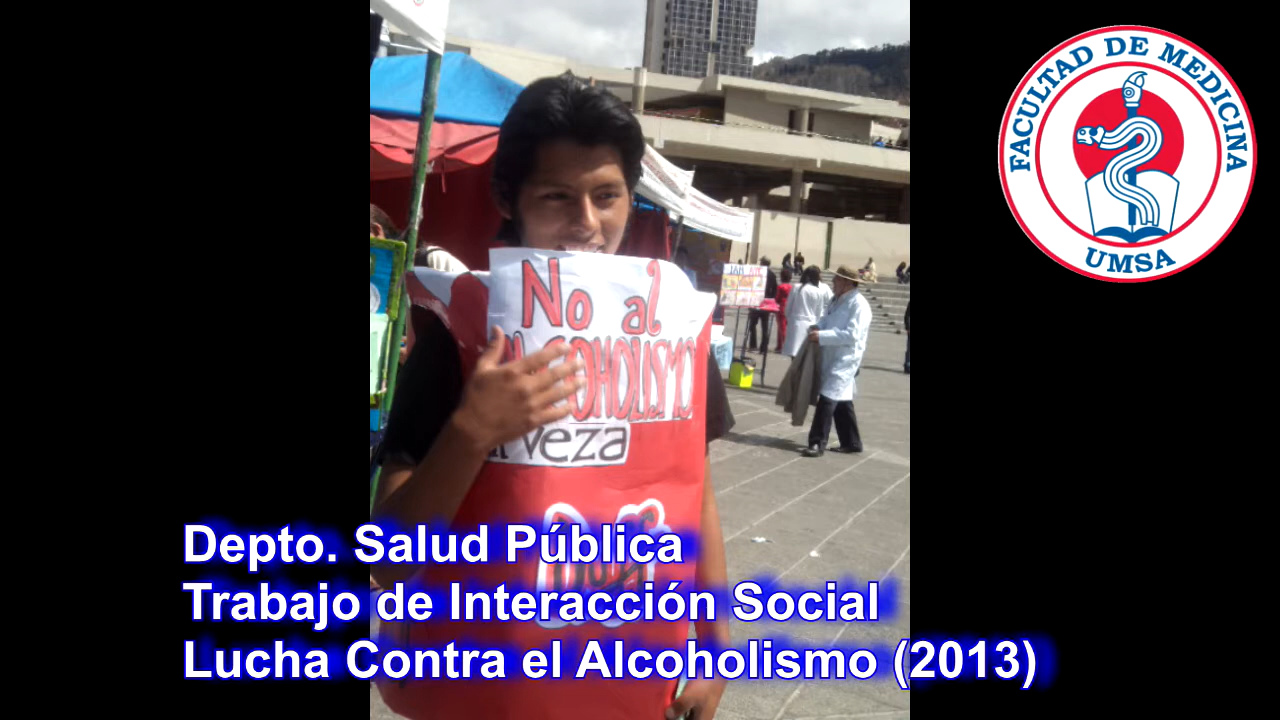 FACULTAD DE MEDICINA
UMSA
No al
ALCOHOLISMO
veza
Duff
Depto. Salud Pública
Trabajo de Interacción Social
Lucha Contra el Alcoholismo (2013)